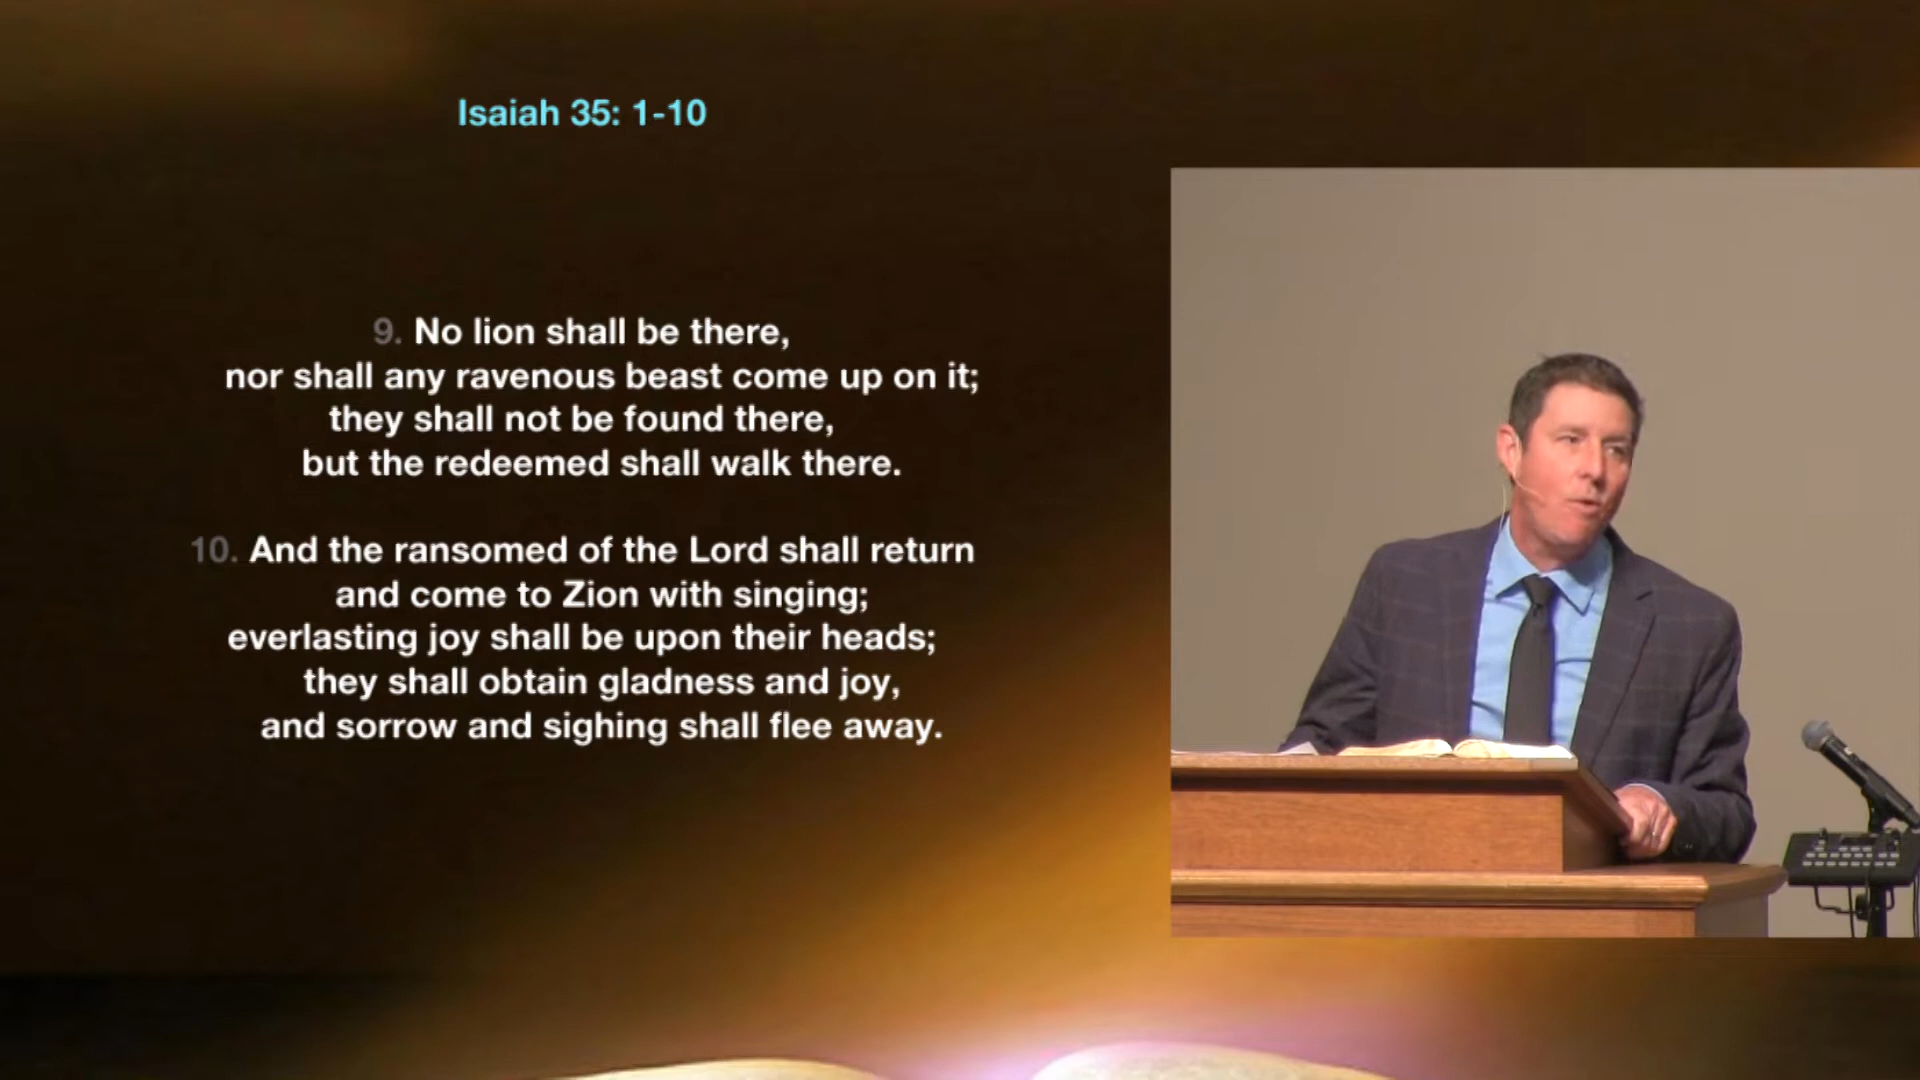 Isaiah 35: 1-10
9. No lion shall be there,
nor shall any ravenous beast come up on it;
they shall not be found there,
but the redeemed shall walk there.
10. And the ransomed of the Lord shall return
and come to Zion with singing;
everlasting joy shall be upon their heads;
they shall obtain gladness and joy,
and sorrow and sighing shall flee away.